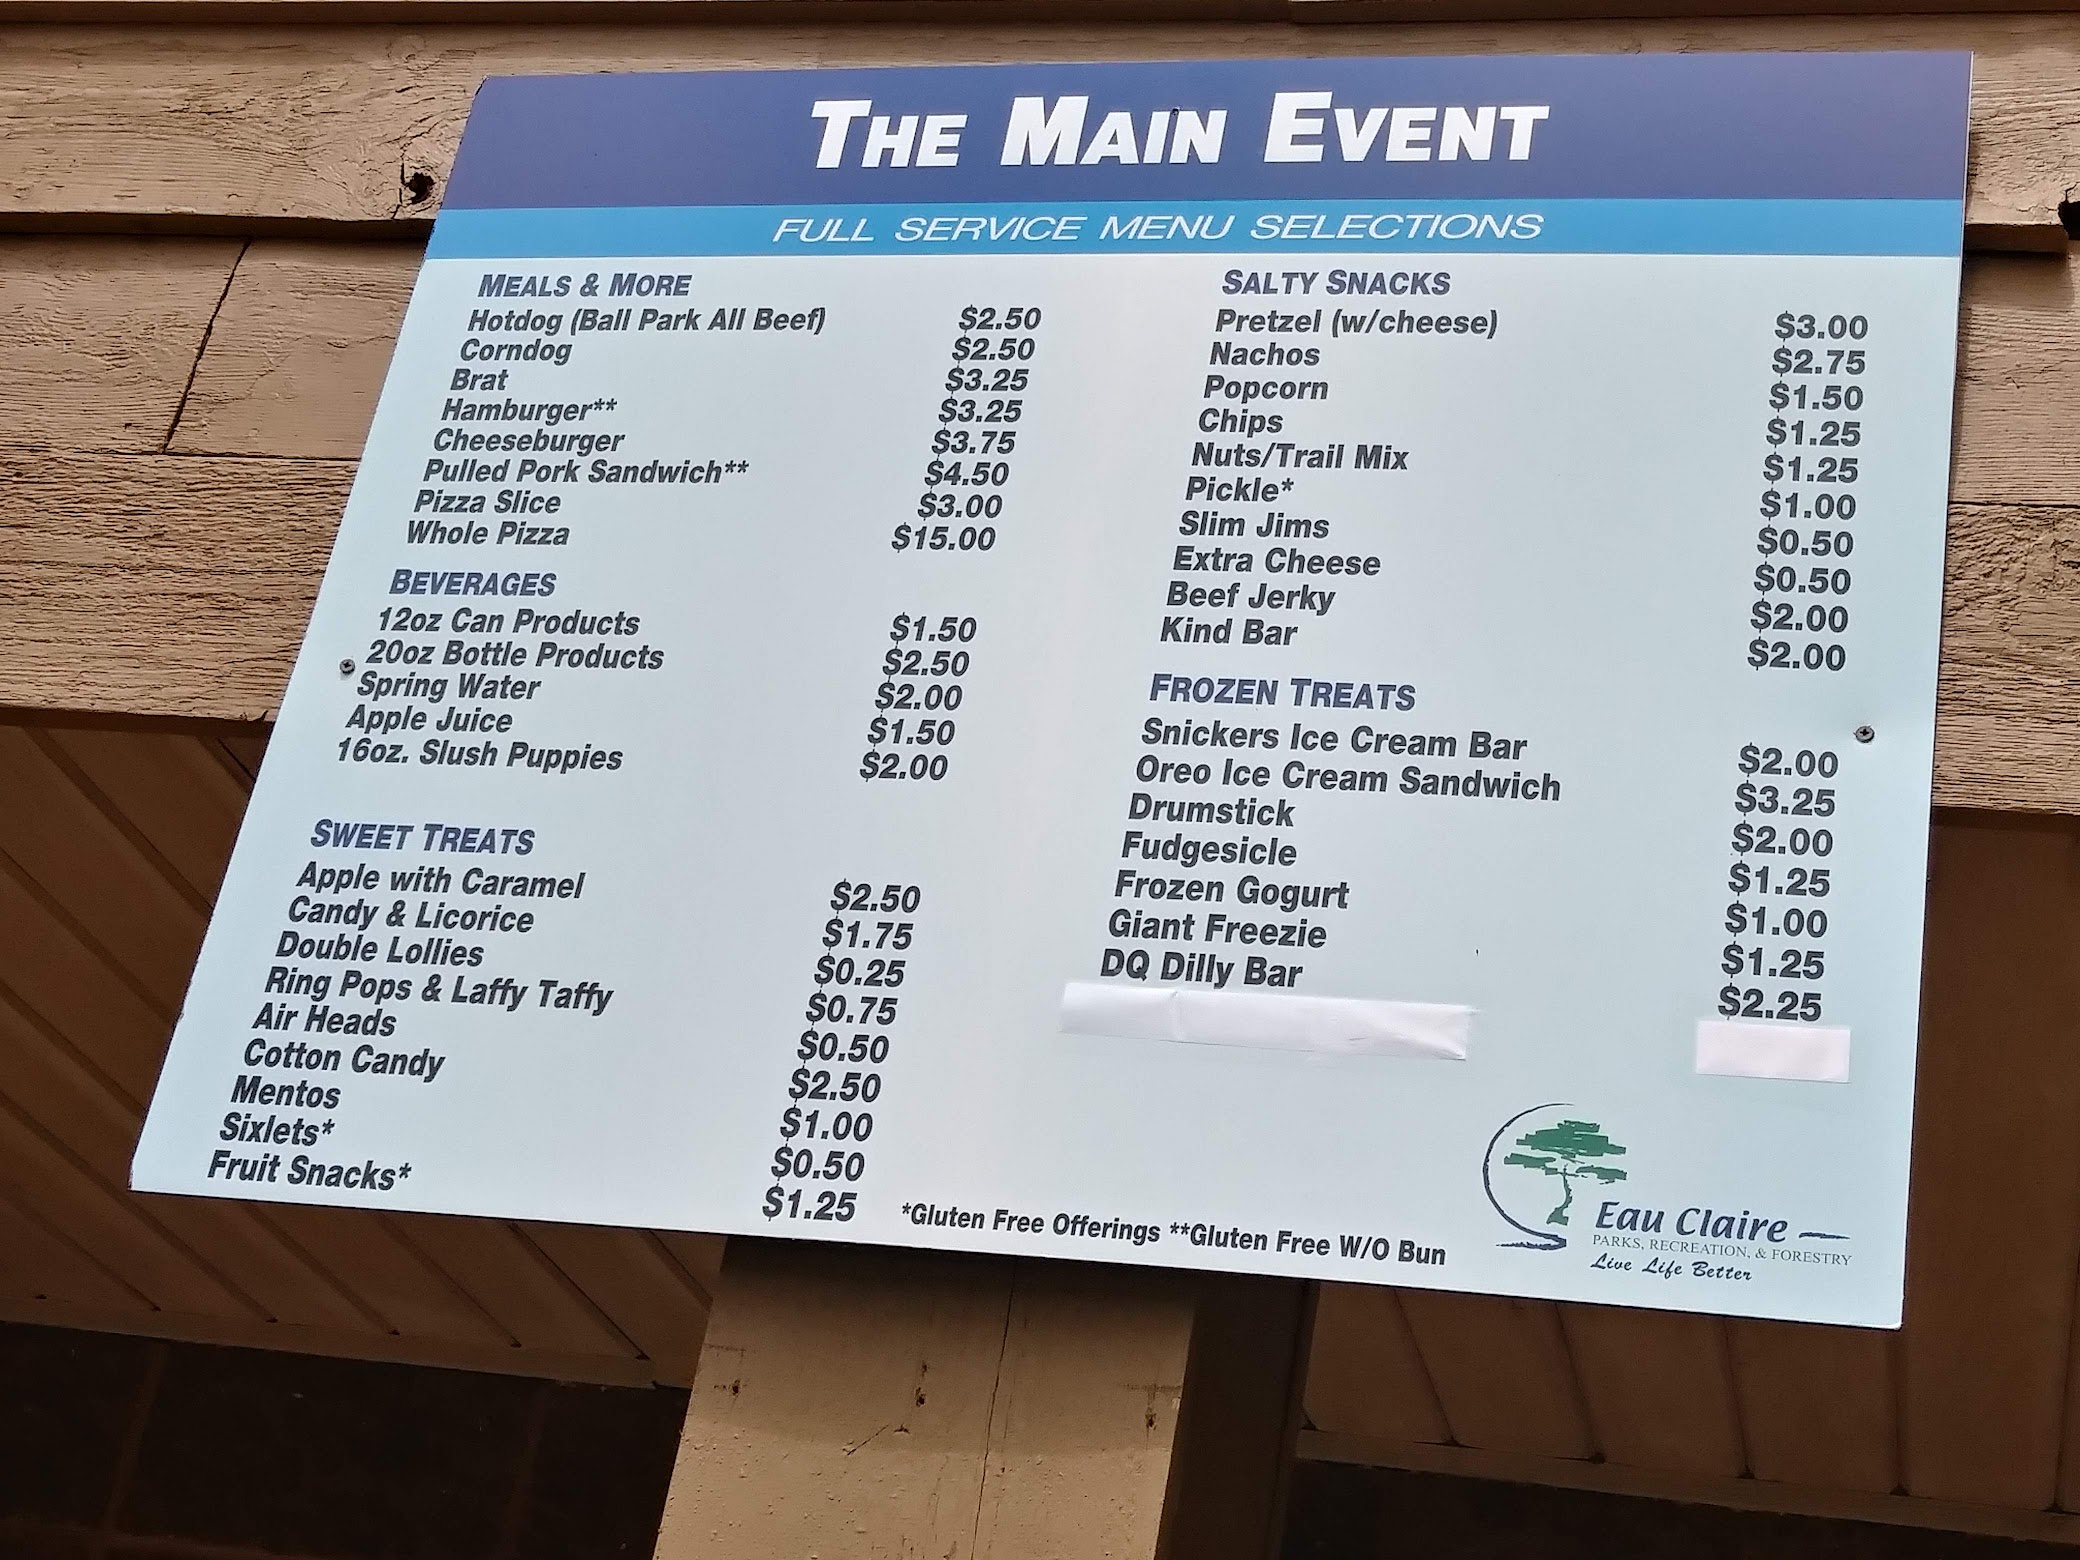 THE MAIN EVENT
FULL SERVICE MENU SELECTIONS
MEALS & MORE
Hotdog (Ball Park All Beef) $2.50
Corndog $2.50
Brat $3.25
Hamburger** $3.25
Cheeseburger $3.75
Pulled Pork Sandwich** $4.50
Pizza Slice $3.00
Whole Pizza $15.00
BEVERAGES
12oz Can Products $1.50
20oz Bottle Products $2.50
Spring Water $2.00
Apple Juice $1.50
16oz. Slush Puppies $2.00
SWEET TREATS
Apple with Caramel $2.50
Candy & Licorice $1.75
Double Lollies $0.25
Ring Pops & Laffy Taffy $0.75
Air Heads $0.50
Cotton Candy $2.50
Mentos $1.00
Sixlets* $0.50
Fruit Snacks* $1.25
SALTY SNACKS
Pretzel (w/cheese) $3.00
Nachos $2.75
Popcorn $1.50
Chips $1.25
Nuts/Trail Mix $1.25
Pickle* $1.00
Slim Jims $0.50
Extra Cheese $0.50
Beef Jerky $2.00
Kind Bar $2.00
FROZEN TREATS
Snickers Ice Cream Bar $2.00
Oreo Ice Cream Sandwich $3.25
Drumstick $2.00
Fudgesicle $1.25
Frozen Gogurt $1.00
Giant Freezie $1.25
DQ Dilly Bar $2.25
*Gluten Free Offerings **Gluten Free W/O Bun
Eau Claire
PARKS, RECREATION, & FORESTRY
Live Life Better